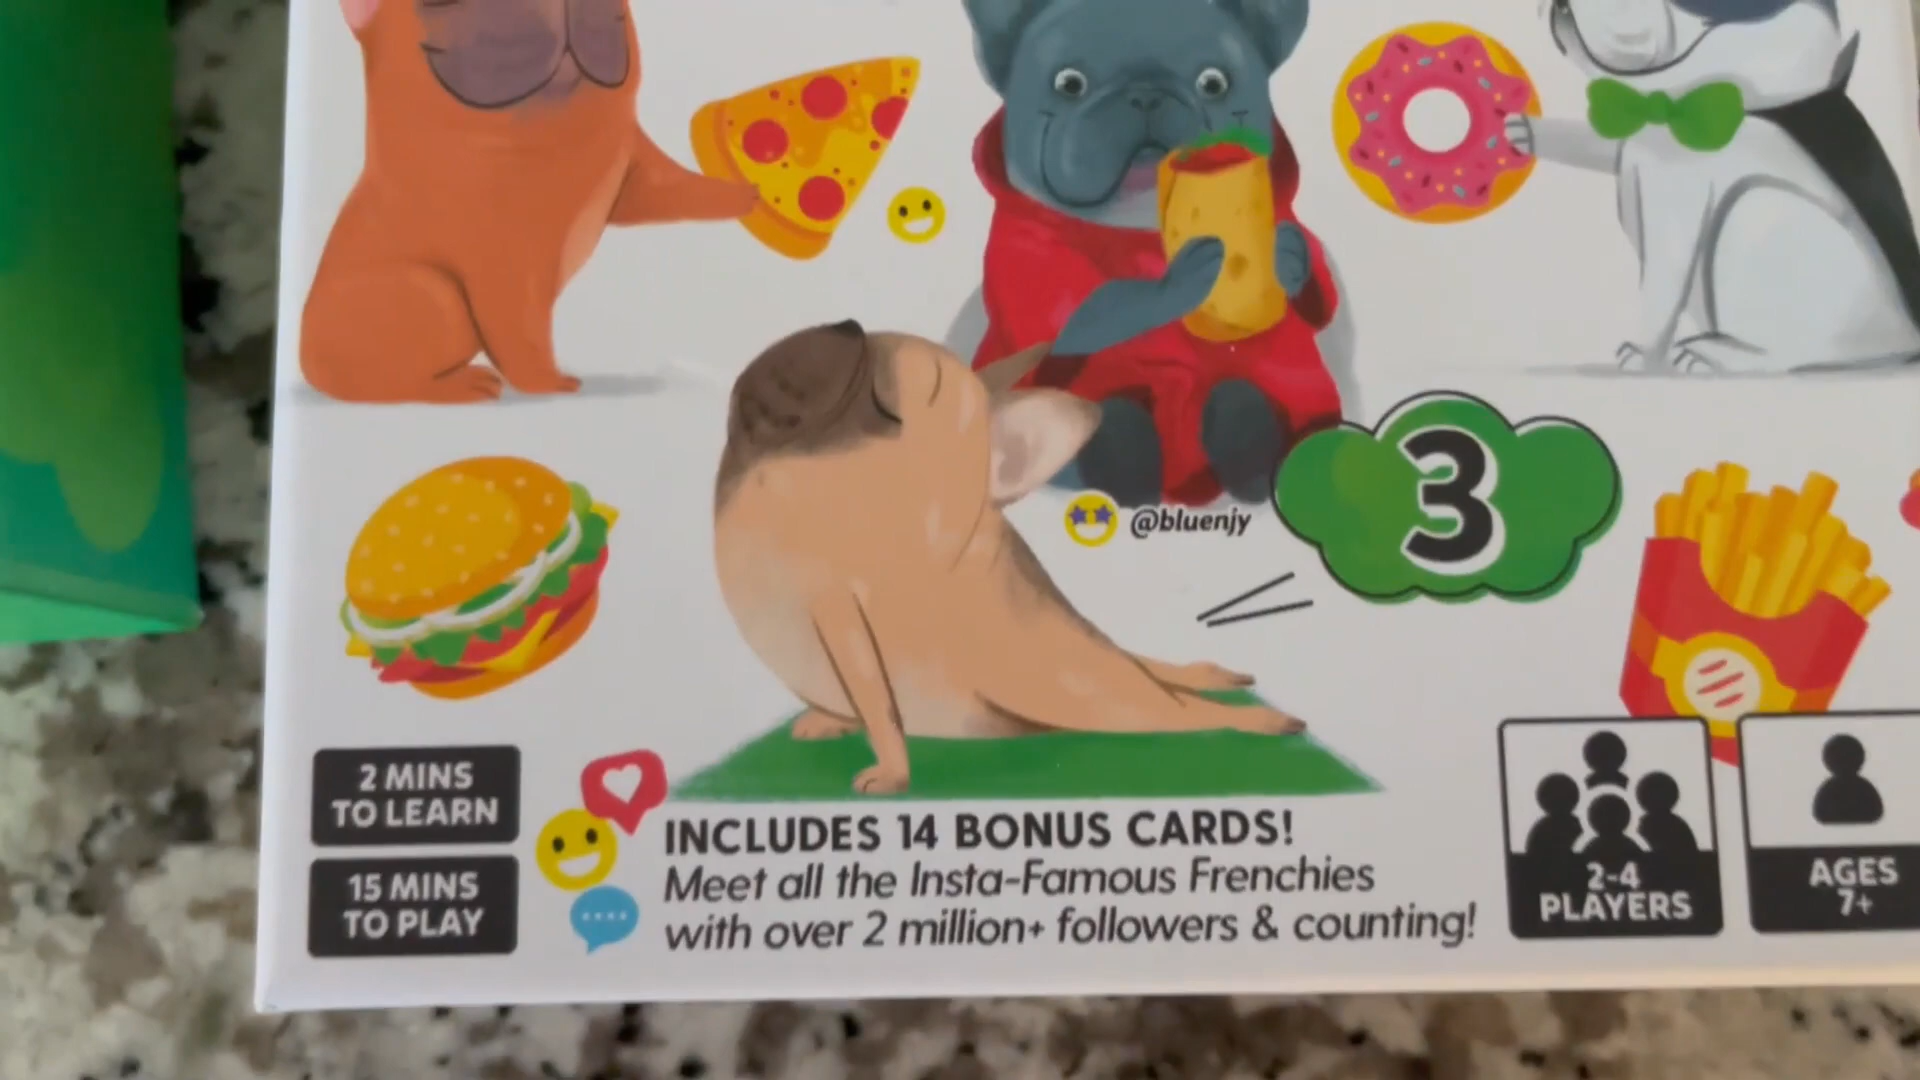 @bluenjy
3
2 MINS
TO LEARN
15 MINS
TO PLAY
INCLUDES 14 BONUS CARDS!
Meet all the Insta-Famous Frenchies
with over 2 million+ followers & counting!
2-4
PLAYERS
AGES
7+